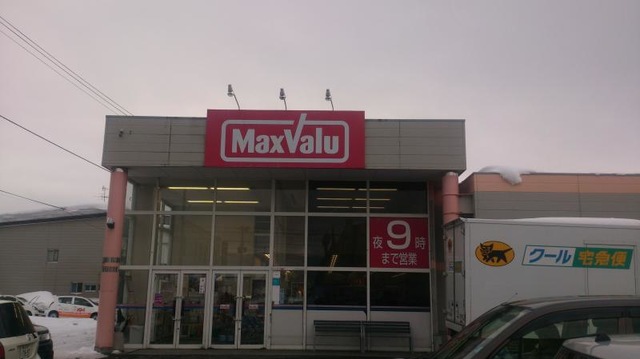 MaxValu
夜9時
まで営業
クール宅急便